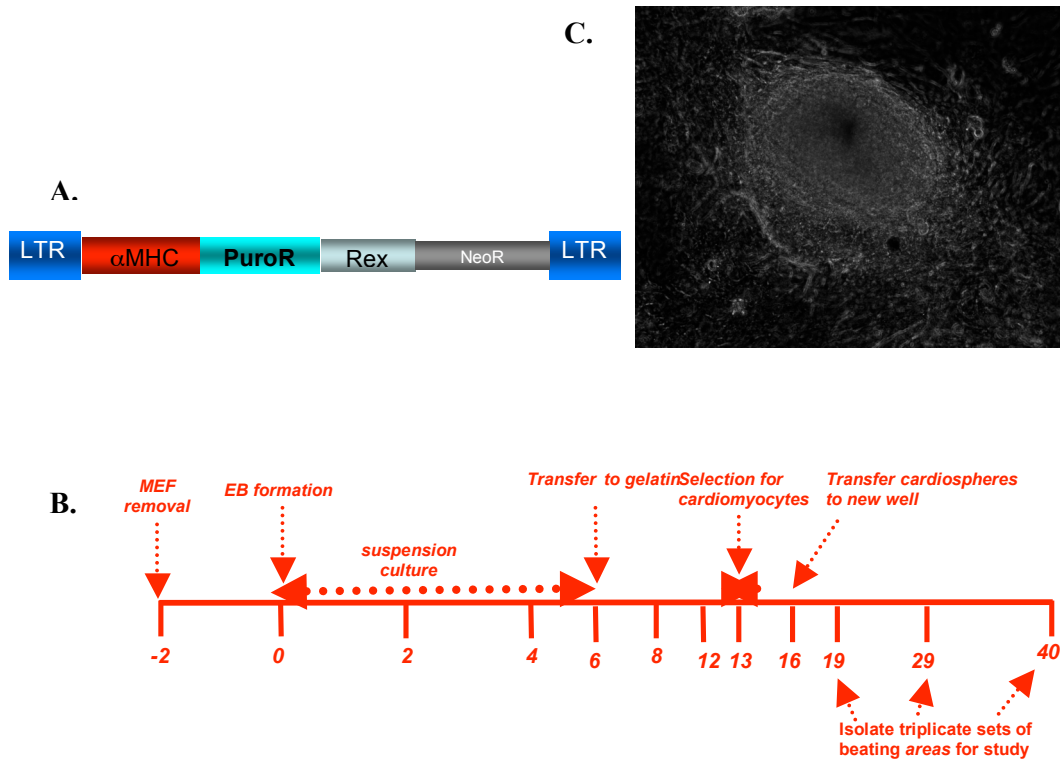 C.
A.
LTR αMHC PuroR Rex NeoR LTR
B.
MEF
removal
EB formation
suspension
culture
Transfer to gelatin
Selection for
cardiomyocytes
Transfer cardiospheres
to new well
-2 0 2 4 6 8 12 13 16 19 29 40
Isolate triplicate sets of
beating areas for study